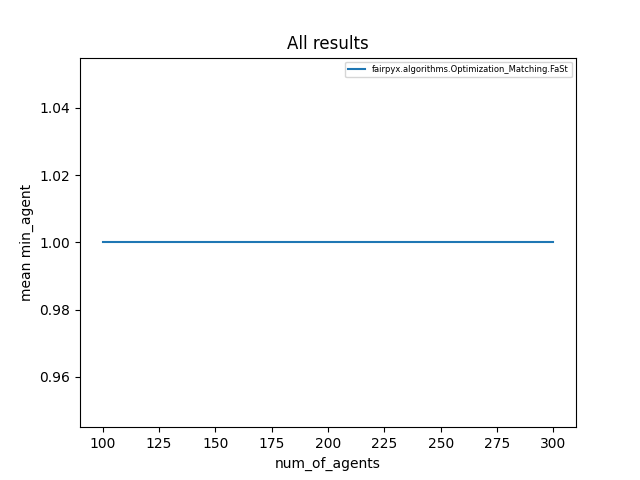 All results
fairpyx.algorithms.Optimization_Matching.FaSt
1.04
1.02
1.00
0.98
0.96
mean min_agent
100 125 150 175 200 225 250 275 300
num_of_agents